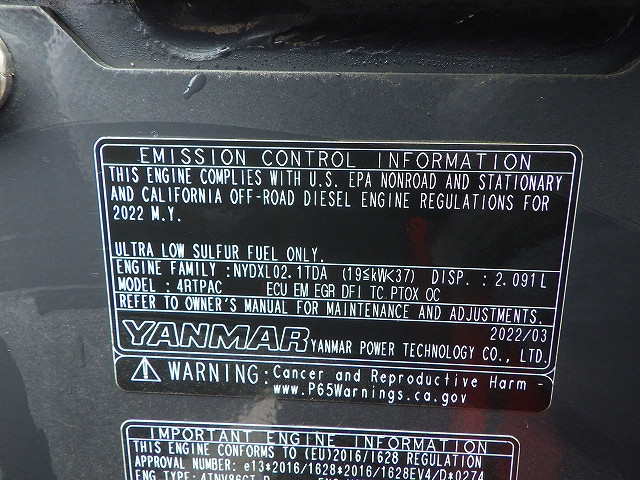 EMISSION CONTROL INFORMATION
THIS ENGINE COMPLIES WITH U.S. EPA NONROAD AND STATIONARY
AND CALIFORNIA OFF-ROAD DIESEL ENGINE REGULATIONS FOR
2022 M.Y.
ULTRA LOW SULFUR FUEL ONLY.
ENGINE FAMILY :NYDXL02.1TDA (19≦kW<37) DISP. : 2.091L
MODEL : 4RTPAC ECU EM EGR DFI TC PTOX OC
REFER TO OWNER'S MANUAL FOR MAINTENANCE AND ADJUSTMENTS.
2022/03
YANMAR YANMAR POWER TECHNOLOGY CO., LTD.
WARNING: Cancer and Reproductive Harm -
www.P65Warnings.ca.gov
IMPORTANT ENGINE INFORMATION
THIS ENGINE CONFORMS TO (EU)2016/1628 REGULATION
APPROVAL NUMBER: e13*2016/1628*2016/1628EV4/D*0274
ENG TYPE: